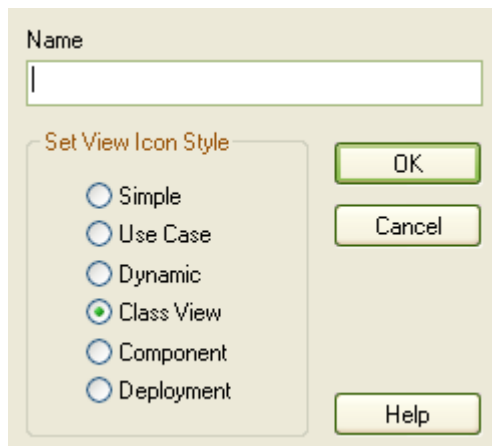 Name
Set View Icon Style
Simple
Use Case
Dynamic
Class View
Component
Deployment
OK
Cancel
Help